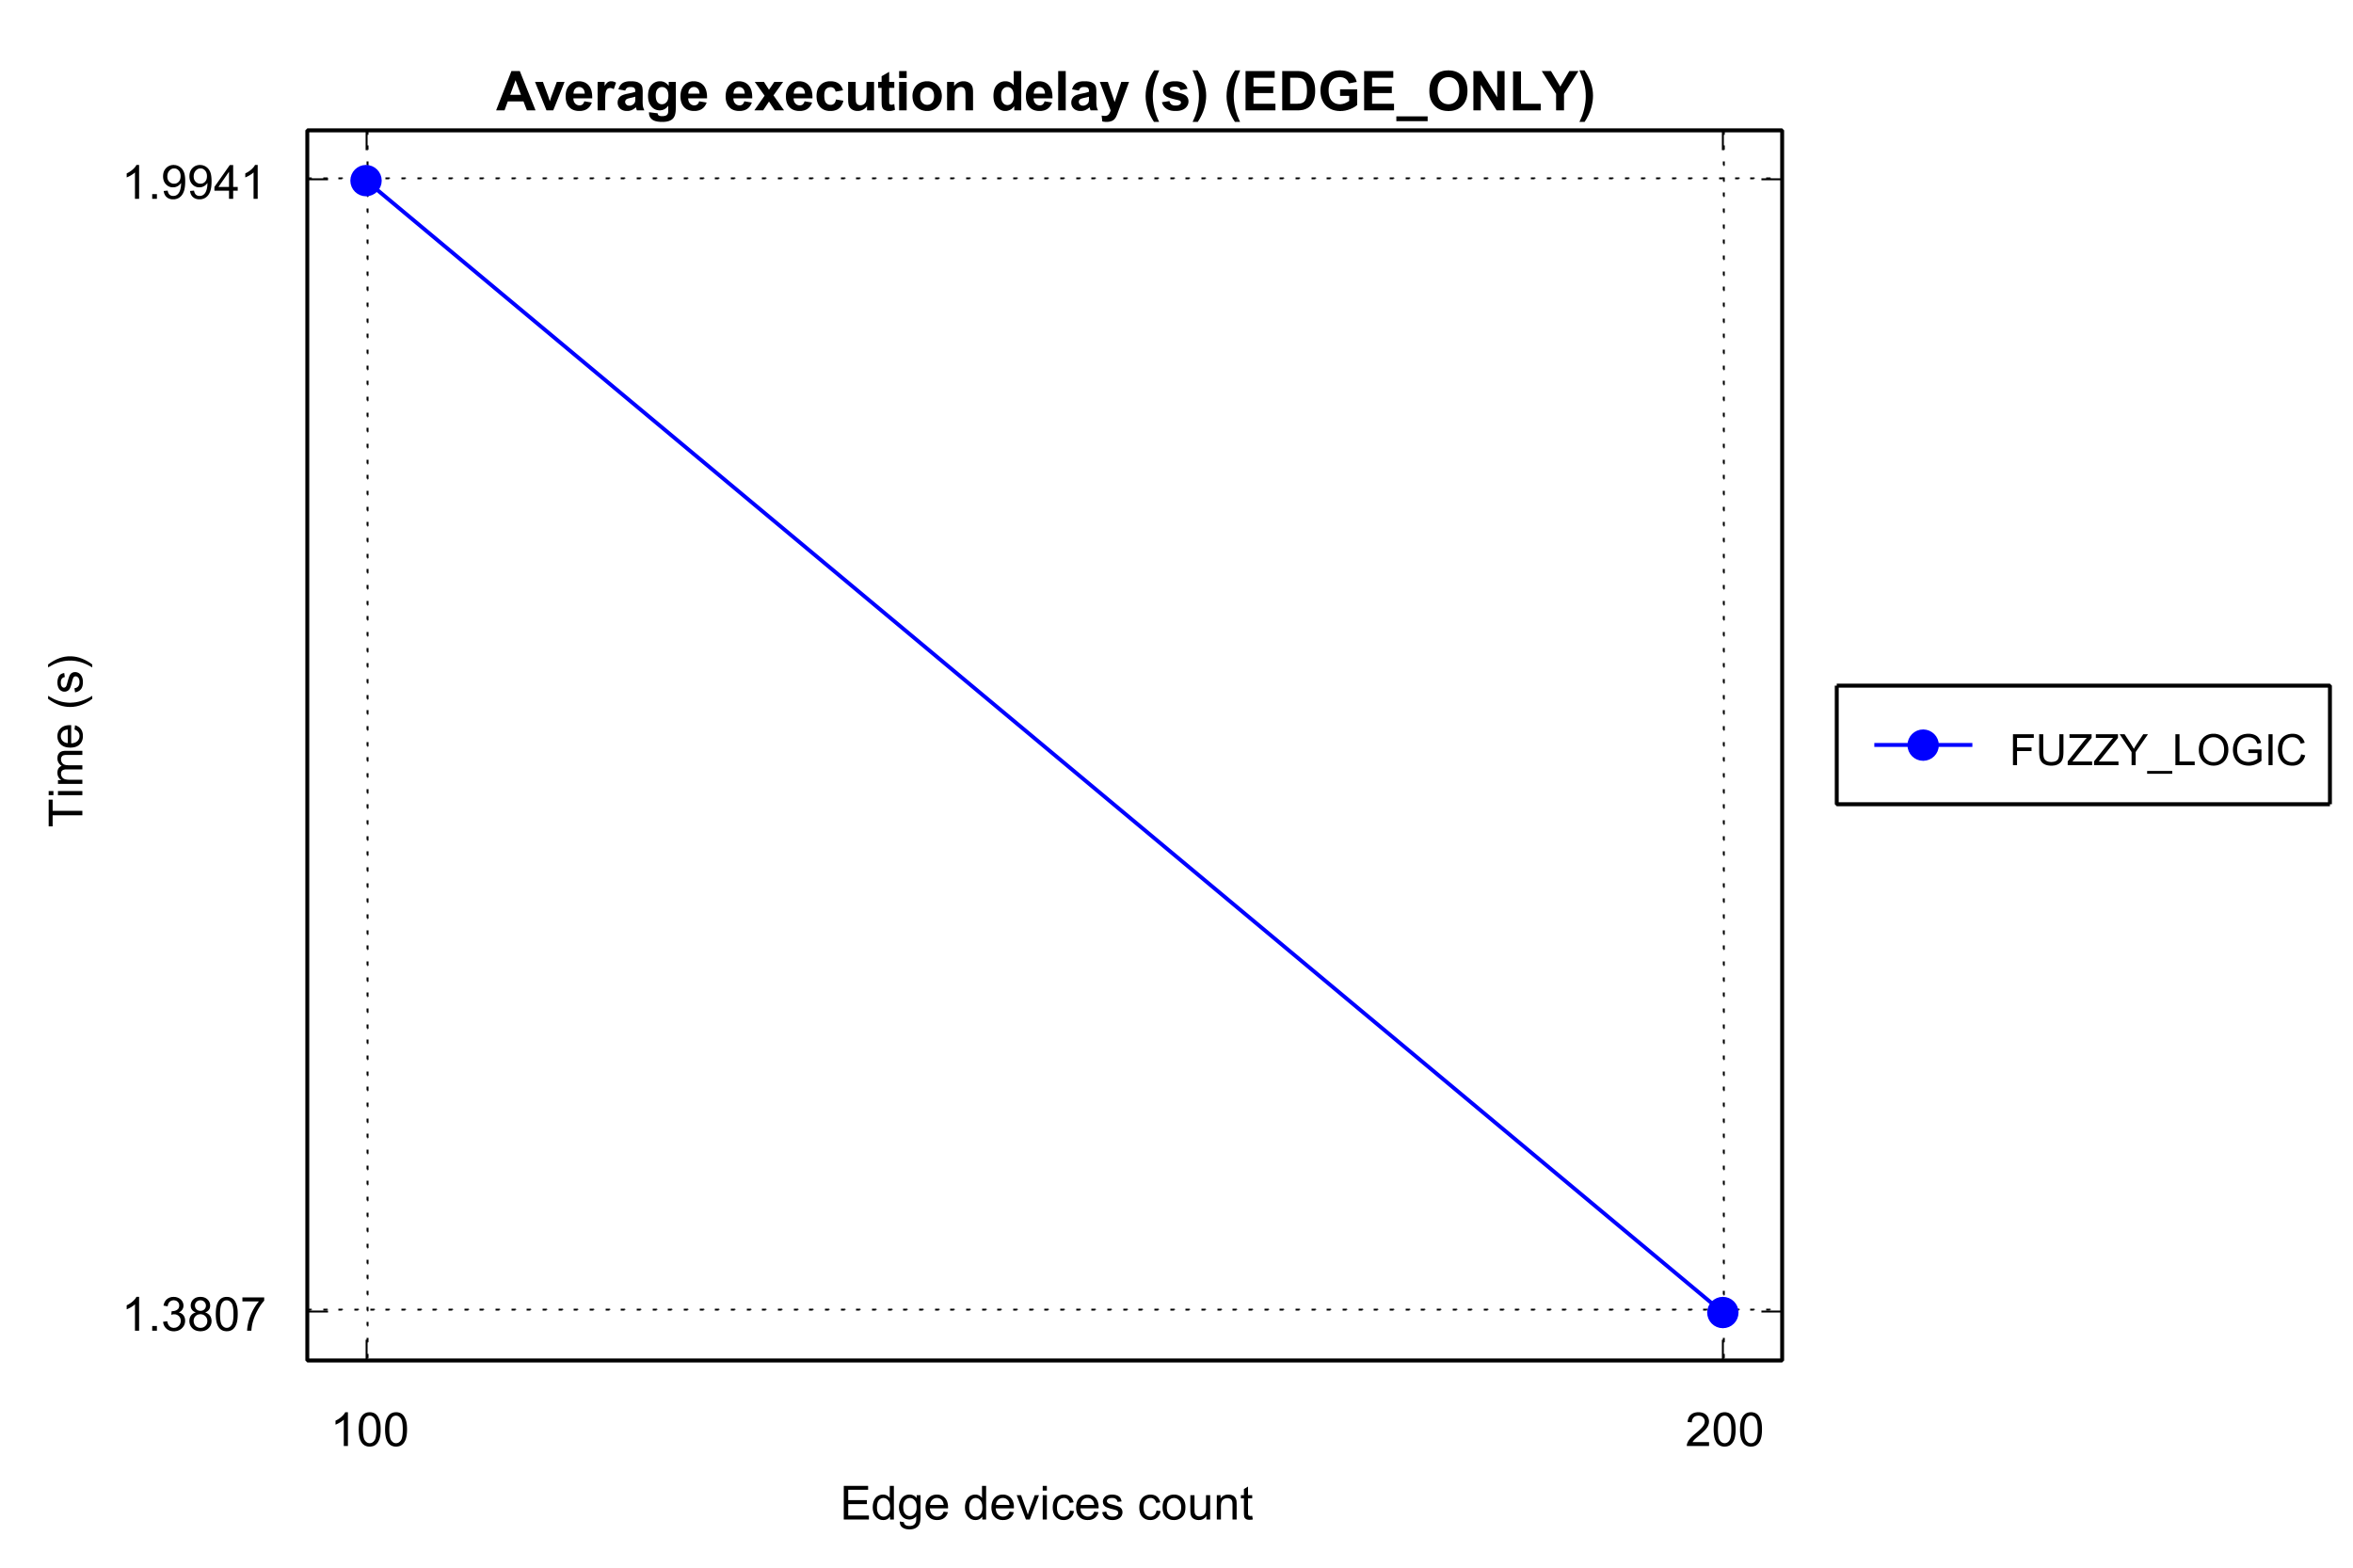 Average execution delay (s) (EDGE_ONLY)
1.9941
Time (s)
FUZZY_LOGIC
1.3807
100
200
Edge devices count